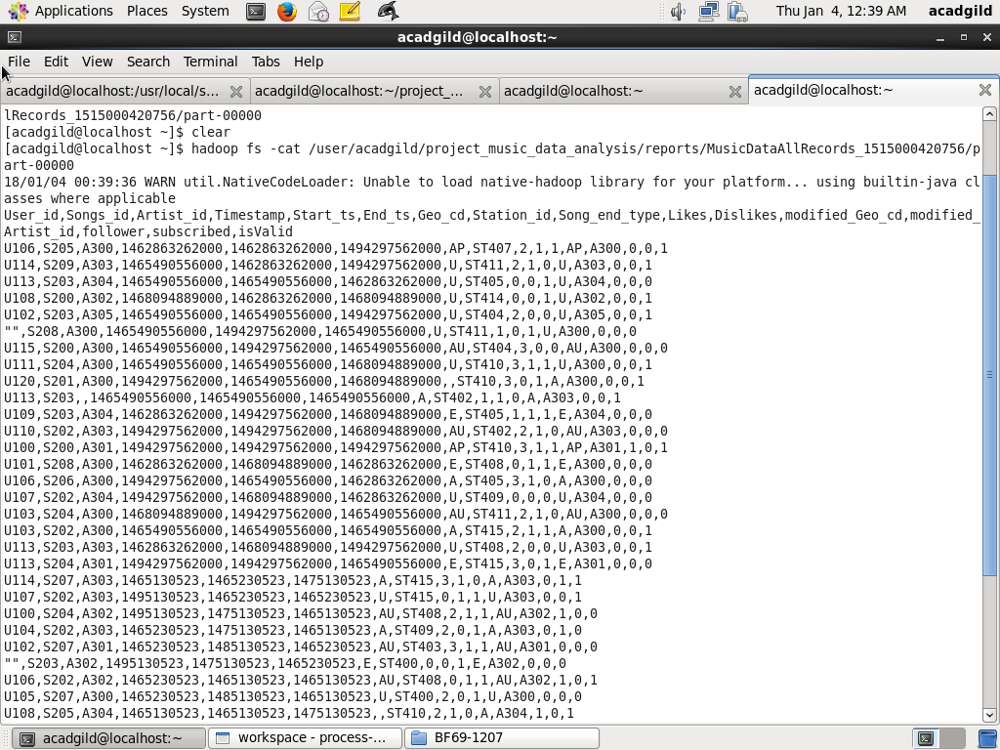 Applications Places System Thu Jan 4, 12:39 AM acadgild
acadgild@localhost:~
File Edit View Search Terminal Tabs Help
acadgild@localhost:/usr/local/s... acadgild@localhost:~/project_... acadgild@localhost:~ acadgild@localhost:~
lRecords_1515000420756/part-00000
[acadgild@localhost ~]$ clear
[acadgild@localhost ~]$ hadoop fs -cat /user/acadgild/project_music_data_analysis/reports/MusicDataAllRecords_1515000420756/p
art-00000
18/01/04 00:39:36 WARN util.NativeCodeLoader: Unable to load native-hadoop library for your platform... using builtin-java cl
asses where applicable
User_id,Songs_id,Artist_id,Timestamp,Start_ts,End_ts,Geo_cd,Station_id,Song_end_type,Likes,Dislikes,modified_Geo_cd,modified_
Artist_id,follower,subscribed,isValid
U106,S205,A300,1462863262000,1462863262000,1494297562000,AP,ST407,2,1,1,AP,A300,0,0,1
U114,S209,A303,1465490556000,1462863262000,1494297562000,U,ST411,2,1,0,U,A303,0,0,1
U113,S203,A304,1465490556000,1465490556000,1462863262000,U,ST405,0,0,1,U,A304,0,0,0
U108,S200,A302,1468094889000,1462863262000,1468094889000,U,ST414,0,0,1,U,A302,0,0,1
U102,S203,A305,1465490556000,1465490556000,1494297562000,U,ST404,2,0,0,U,A305,0,0,1
"",S208,A300,1465490556000,1494297562000,1465490556000,U,ST411,1,0,1,U,A300,0,0,0
U115,S200,A300,1465490556000,1494297562000,1465490556000,AU,ST404,3,0,0,AU,A300,0,0,0
U111,S204,A300,1465490556000,1465490556000,1468094889000,U,ST410,3,1,1,U,A300,0,0,1
U120,S201,A300,1494297562000,1465490556000,1468094889000,,ST410,3,0,1,A,A300,0,0,1
U113,S203,,1465490556000,1465490556000,1465490556000,A,ST402,1,1,0,A,A303,0,0,1
U109,S203,A304,1462863262000,1494297562000,1468094889000,E,ST405,1,1,1,E,A304,0,0,0
U110,S202,A303,1494297562000,1494297562000,1468094889000,AU,ST402,2,1,0,AU,A303,0,0,0
U100,S200,A301,1494297562000,1465490556000,1494297562000,AP,ST410,3,1,1,AP,A301,1,0,1
U101,S208,A300,1462863262000,1468094889000,1462863262000,E,ST408,0,1,1,E,A300,0,0,0
U106,S206,A300,1494297562000,1465490556000,1462863262000,A,ST405,3,1,0,A,A300,0,0,0
U107,S202,A304,1494297562000,1468094889000,1462863262000,U,ST409,0,0,0,U,A304,0,0,0
U103,S204,A300,1468094889000,1494297562000,1465490556000,AU,ST411,2,1,0,AU,A300,0,0,0
U103,S202,A300,1465490556000,1465490556000,1465490556000,A,ST415,2,1,1,A,A300,0,0,1
U113,S203,A303,1462863262000,1468094889000,1494297562000,U,ST408,2,0,0,U,A303,0,0,1
U113,S204,A301,1494297562000,1494297562000,1465490556000,E,ST415,3,0,1,E,A301,0,0,0
U114,S207,A303,1465130523,1465230523,1475130523,A,ST415,3,1,0,A,A303,0,1,1
U107,S202,A303,1495130523,1465230523,1465230523,U,ST415,0,1,1,U,A303,0,0,1
U100,S204,A302,1495130523,1475130523,1465130523,AU,ST408,2,1,1,AU,A302,1,0,0
U104,S202,A303,1465230523,1475130523,1465130523,A,ST409,2,0,1,A,A303,0,1,0
U102,S207,A301,1465230523,1485130523,1465230523,AU,ST403,3,1,1,AU,A301,0,0,0
"",S203,A302,1495130523,1475130523,1465230523,E,ST400,0,0,1,E,A302,0,0,0
U106,S202,A302,1465230523,1465130523,1465130523,AU,ST408,0,1,1,AU,A302,1,0,1
U105,S207,A300,1465230523,1485130523,1465130523,U,ST400,2,0,1,U,A300,0,0,0
U108,S205,A304,1465130523,1465130523,1475130523,,ST410,2,1,0,A,A304,1,0,1
acadgild@localhost:~ workspace - process-... BF69-1207